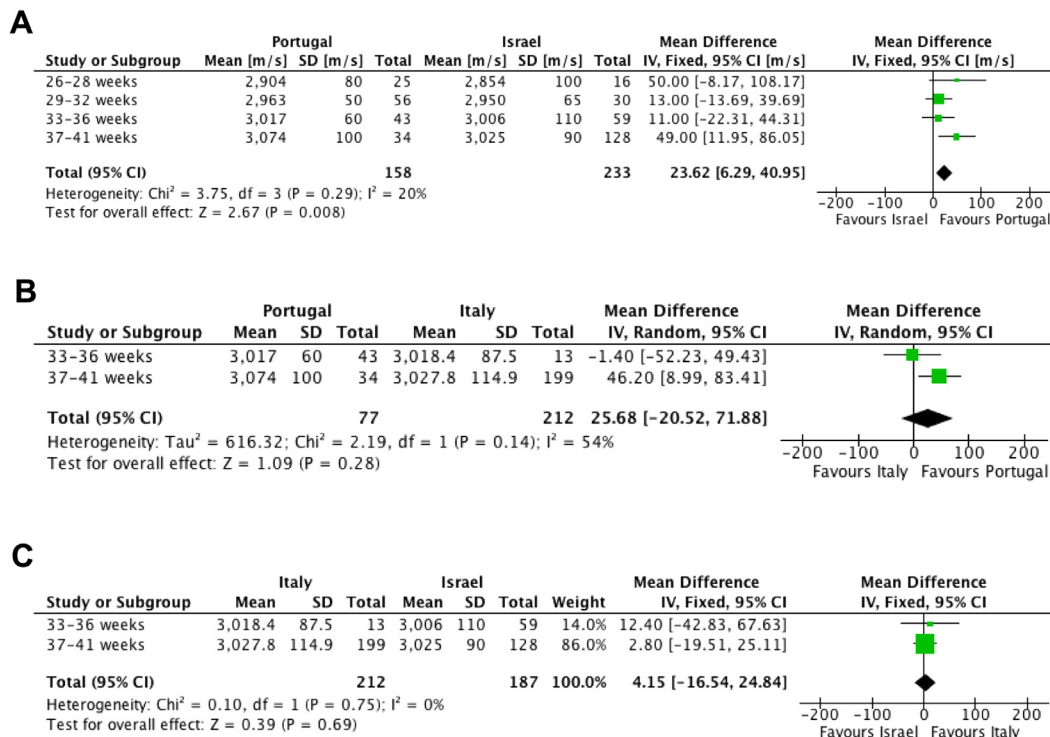 A
Portugal Israel Mean Difference Mean Difference
Study or Subgroup Mean [m/s] SD [m/s] Total Mean [m/s] SD [m/s] Total IV, Fixed, 95% CI [m/s] IV, Fixed, 95% CI [m/s]
26-28 weeks 2,904 80 25 2,854 100 16 50.00 [-8.17, 108.17]
29-32 weeks 2,963 50 56 2,950 65 30 13.00 [-13.69, 39.69]
33-36 weeks 3,017 60 43 3,006 110 59 11.00 [-22.31, 44.31]
37-41 weeks 3,074 100 34 3,025 90 128 49.00 [11.95, 86.05]
Total (95% CI) 158 233 23.62 [6.29, 40.95]
Heterogeneity: Chi² = 3.75, df = 3 (P = 0.29); I² = 20%
Test for overall effect: Z = 2.67 (P = 0.008)
-200 -100 0 100 200
Favours Israel Favours Portugal
B
Portugal Italy Mean Difference Mean Difference
Study or Subgroup Mean SD Total Mean SD Total IV, Random, 95% CI IV, Random, 95% CI
33-36 weeks 3,017 60 43 3,018.4 87.5 13 -1.40 [-52.23, 49.43]
37-41 weeks 3,074 100 34 3,027.8 114.9 199 46.20 [8.99, 83.41]
Total (95% CI) 77 212 25.68 [-20.52, 71.88]
Heterogeneity: Tau² = 616.32; Chi² = 2.19, df = 1 (P = 0.14); I² = 54%
Test for overall effect: Z = 1.09 (P = 0.28)
-200 -100 0 100 200
Favours Italy Favours Portugal
C
Italy Israel Mean Difference Mean Difference
Study or Subgroup Mean SD Total Mean SD Total Weight IV, Fixed, 95% CI IV, Fixed, 95% CI
33-36 weeks 3,018.4 87.5 13 3,006 110 59 14.0% 12.40 [-42.83, 67.63]
37-41 weeks 3,027.8 114.9 199 3,025 90 128 86.0% 2.80 [-19.51, 25.11]
Total (95% CI) 212 187 100.0% 4.15 [-16.54, 24.84]
Heterogeneity: Chi² = 0.10, df = 1 (P = 0.75); I² = 0%
Test for overall effect: Z = 0.39 (P = 0.69)
-200 -100 0 100 200
Favours Israel Favours Italy